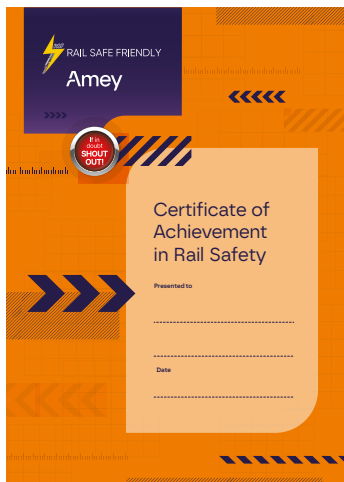 RAIL SAFE FRIENDLY
Amey
If in
doubt
SHOUT
OUT!
Certificate of
Achievement
in Rail Safety
Presented to
Date